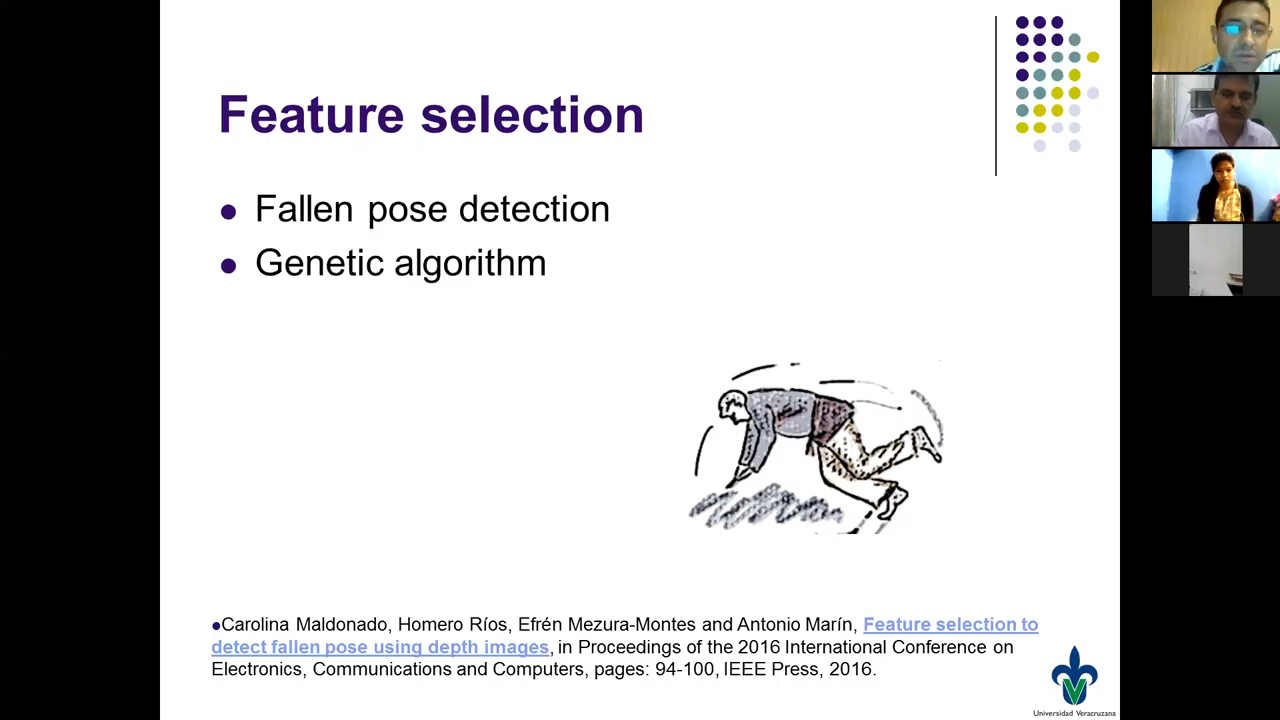 Feature selection
Fallen pose detection
Genetic algorithm
Carolina Maldonado, Homero Ríos, Efrén Mezura-Montes and Antonio Marín, Feature selection to
detect fallen pose using depth images, in Proceedings of the 2016 International Conference on
Electronics, Communications and Computers, pages: 94-100, IEEE Press, 2016.
Universidad Veracruzana